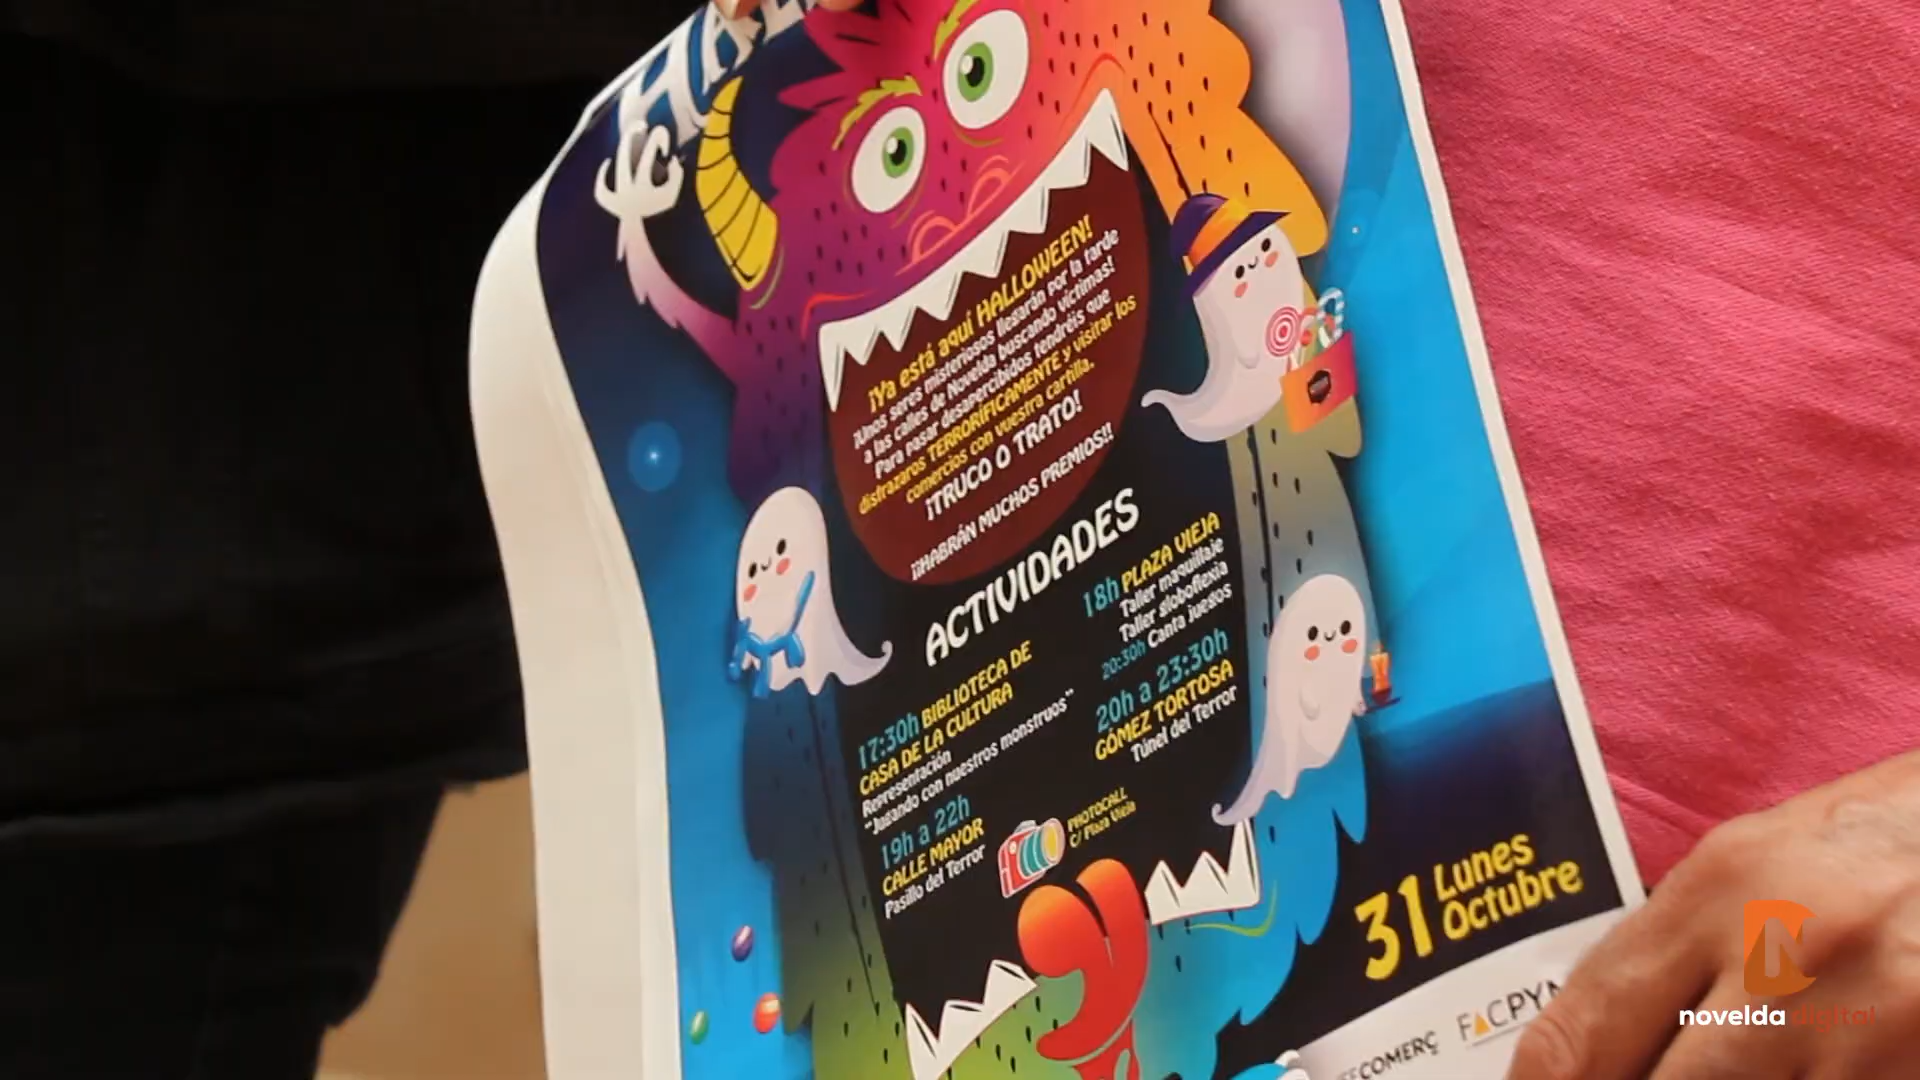 ¡Ya está aquí HALLOWEEN!
¡Unos seres misteriosos llegarán por la tarde
a las calles de Novelda buscando víctimas!
Para pasar desapercibidos tendréis que
disfrazaros TERRORÍFICAMENTE y visitar los
comercios con vuestra cartilla.
¡TRUCO O TRATO!
¡¡HABRÁN MUCHOS PREMIOS!!
ACTIVIDADES
17:30h BIBLIOTECA DE
CASA DE LA CULTURA
Representación
"Jugando con nuestros monstruos"
19h a 22h
CALLE MAYOR
Pasillo del Terror
18h PLAZA VIEJA
Taller maquillaje
Taller globoflexia
20:30h Canta juegos
20h a 23:30h
GÓMEZ TORTOSA
Túnel del Terror
PHOTOCALL
C/ Plaza Vieja
31 Lunes
Octubre
COMERÇ
FACPYM
novelda digital